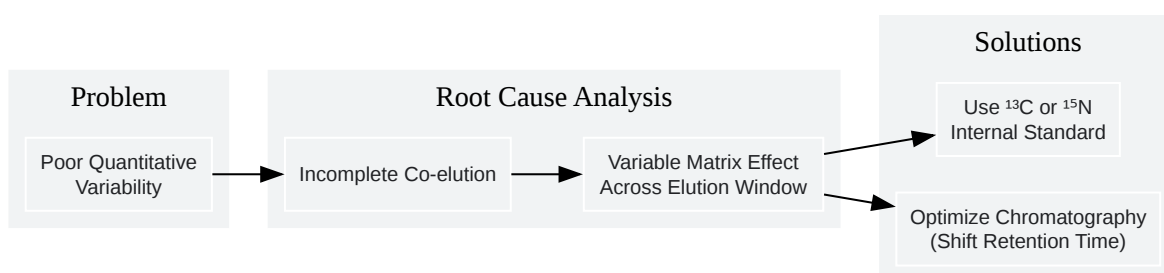 Problem
Poor Quantitative
Variability
Root Cause Analysis
Incomplete Co-elution
Variable Matrix Effect
Across Elution Window
Solutions
Use ¹³C or ¹⁵N
Internal Standard
Optimize Chromatography
(Shift Retention Time)